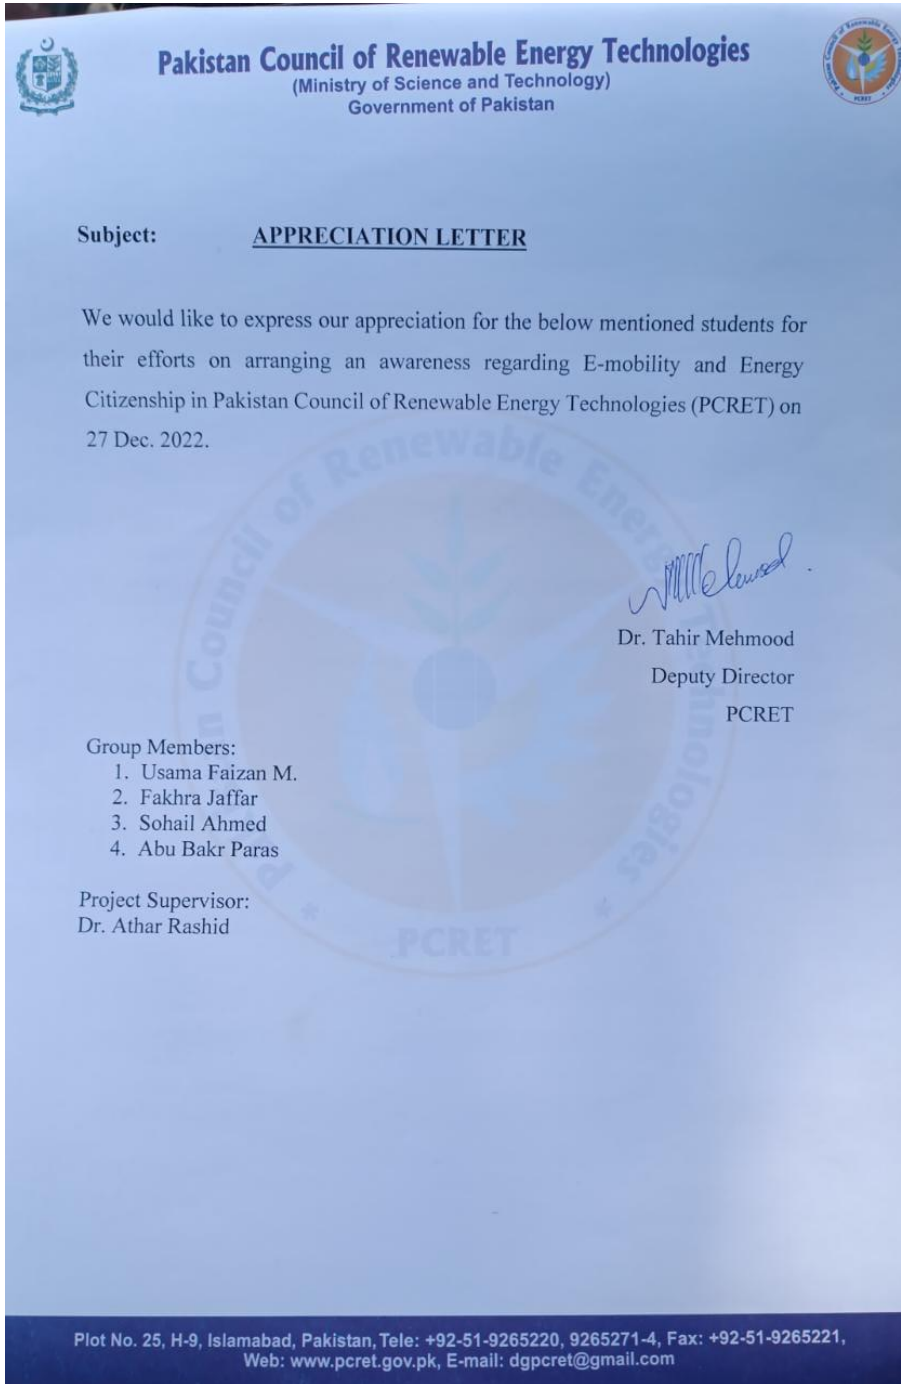 Pakistan Council of Renewable Energy Technologies
(Ministry of Science and Technology)
Government of Pakistan
Subject: APPRECIATION LETTER
We would like to express our appreciation for the below mentioned students for
their efforts on arranging an awareness regarding E-mobility and Energy
Citizenship in Pakistan Council of Renewable Energy Technologies (PCRET) on
27 Dec. 2022.
Dr. Tahir Mehmood
Deputy Director
PCRET
Group Members:
1. Usama Faizan M.
2. Fakhra Jaffar
3. Sohail Ahmed
4. Abu Bakr Paras
Project Supervisor:
Dr. Athar Rashid
PCRET
Plot No. 25, H-9, Islamabad, Pakistan, Tele: +92-51-9265220, 9265271-4, Fax: +92-51-9265221,
Web: www.pcret.gov.pk, E-mail: dgpcret@gmail.com